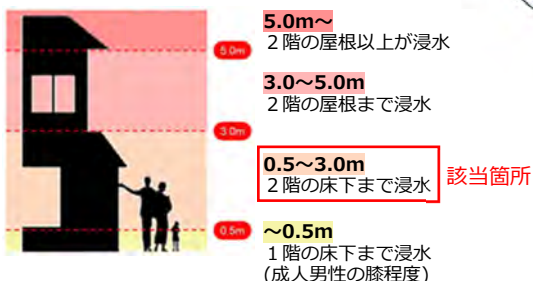 5.0m～
２階の屋根以上が浸水
5.0m
3.0～5.0m
２階の屋根まで浸水
3.0m
0.5～3.0m
２階の床下まで浸水
該当箇所
0.5m
～0.5m
１階の床下まで浸水
(成人男性の膝程度)